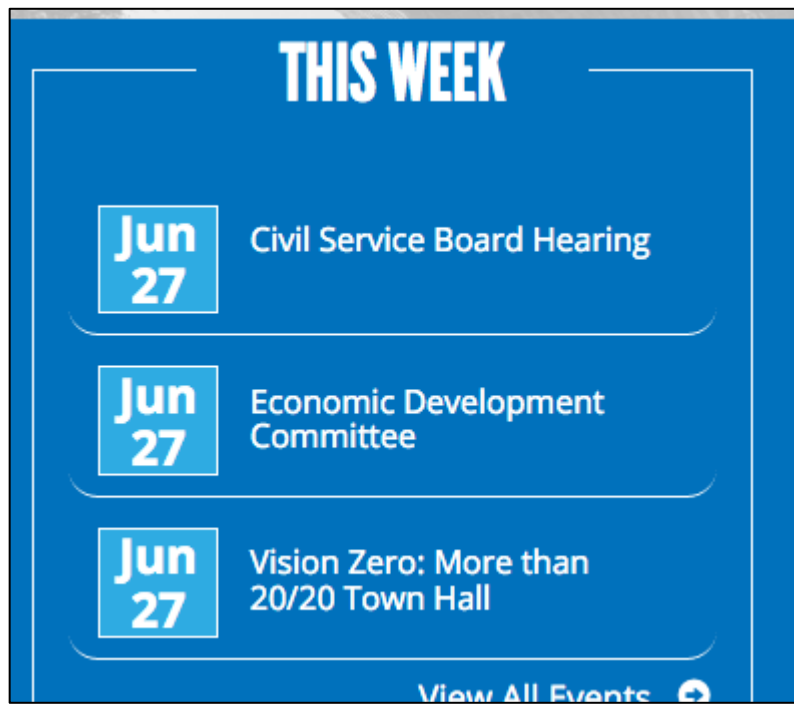 THIS WEEK
Jun
27
Civil Service Board Hearing
Jun
27
Economic Development
Committee
Jun
27
Vision Zero: More than
20/20 Town Hall
View All Events